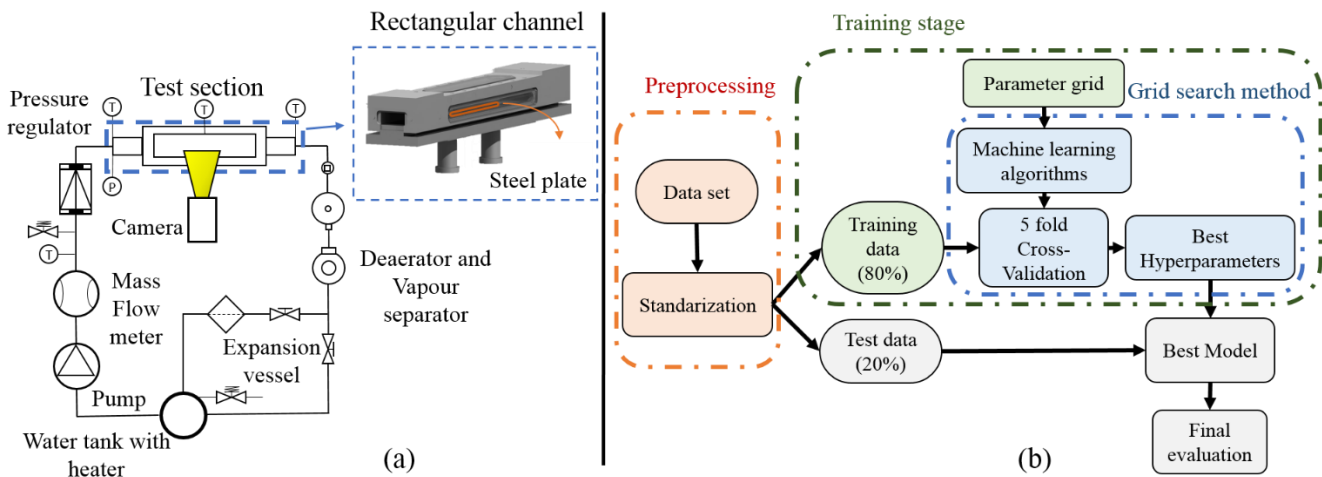 Rectangular channel
Test section
Pressure
regulator
T
T
T
P
Steel plate
Camera
T
Mass
Flow
meter
Deaerator and
Vapour
separator
Expansion
vessel
Pump
Water tank with
heater
(a)
Training stage
Preprocessing
Parameter grid
Grid search method
Machine learning
algorithms
Data set
Training
data
(80%)
5 fold
Cross-
Validation
Best
Hyperparameters
Standarization
Test data
(20%)
Best Model
Final
evaluation
(b)